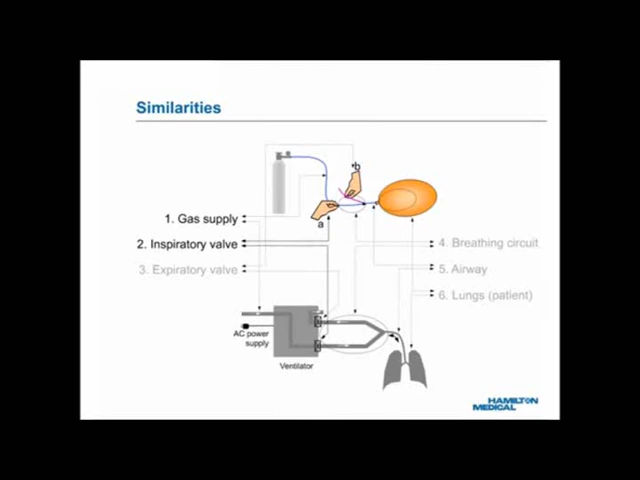 Similarities
b
a
1. Gas supply
2. Inspiratory valve
3. Expiratory valve
4. Breathing circuit
5. Airway
6. Lungs (patient)
AC power
supply
Ventilator
HAMILTON
MEDICAL